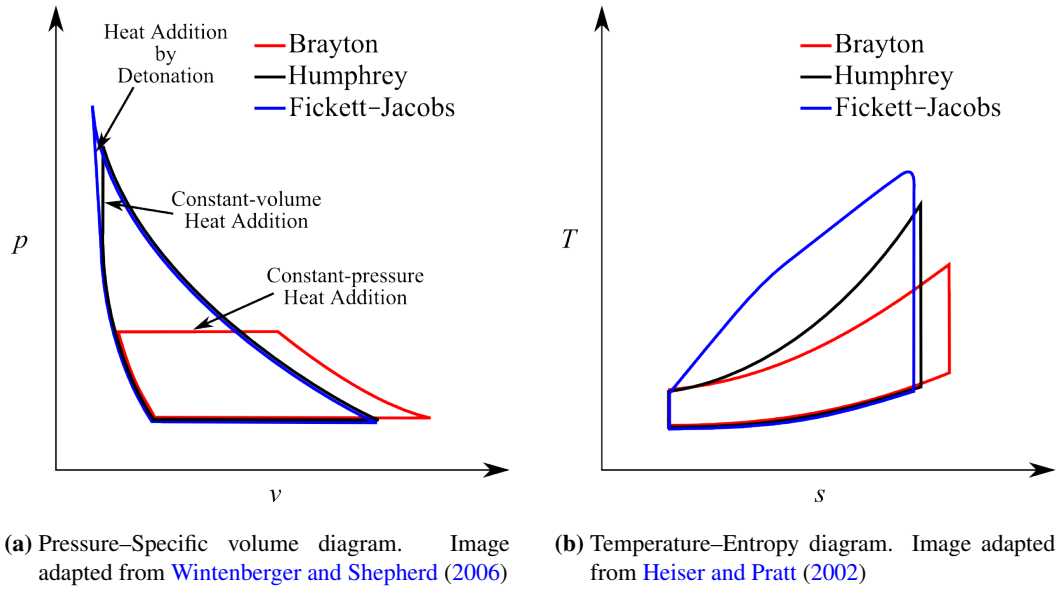 Heat Addition
by
Detonation
Brayton
Humphrey
Fickett–Jacobs
Constant-volume
Heat Addition
Constant-pressure
Heat Addition
p
v
Brayton
Humphrey
Fickett–Jacobs
T
s
(a) Pressure–Specific volume diagram. Image
adapted from Wintenberger and Shepherd (2006)
(b) Temperature–Entropy diagram. Image adapted
from Heiser and Pratt (2002)